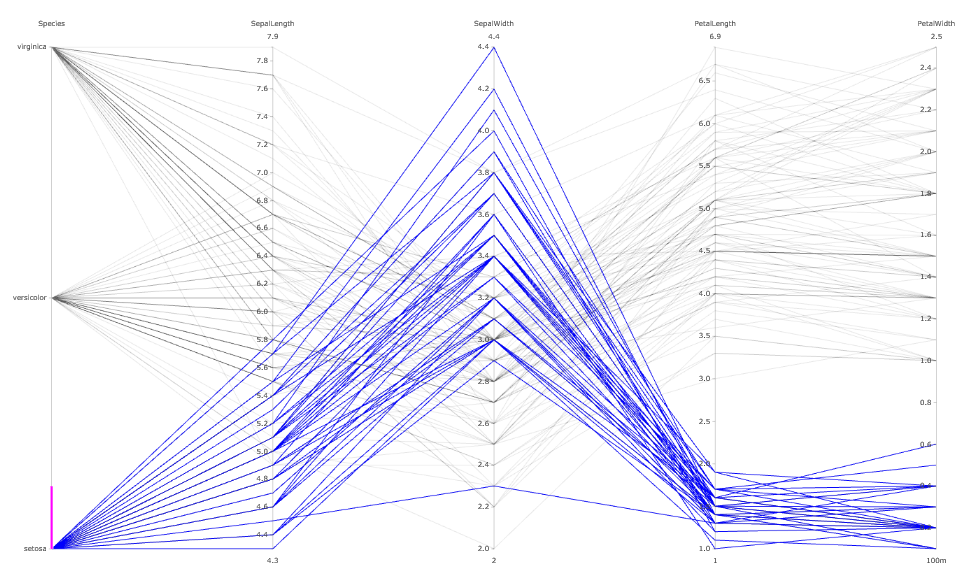 Species SepalLength SepalWidth PetalLength PetalWidth
7.9 4.4 6.9 2.5
virginica 4.4
7.8
2.4
7.6 4.2 6.5
7.4 2.2
4.0 6.0
7.2 2.0
7.0 3.8 5.5
6.8 1.8
3.6 5.0
6.6 1.6
6.4 3.4 4.5
6.2 1.4
versicolor 3.2 4.0
6.0 1.2
5.8 3.0 3.5
5.6 1.0
2.8 3.0
5.4 0.8
5.2 2.6 2.5
5.0 0.6
2.4 2.0
4.8 0.4
4.6 2.2
4.4
setosa 2.0 1.0
4.3 2 1 100m